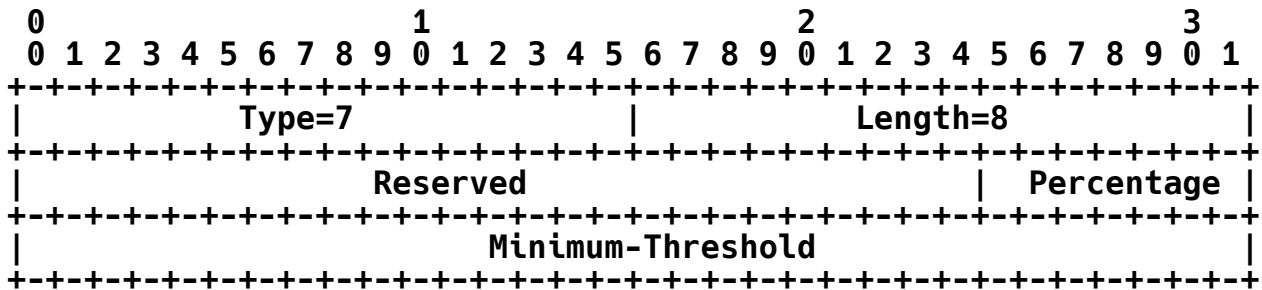 0                   1                   2                   3
 0 1 2 3 4 5 6 7 8 9 0 1 2 3 4 5 6 7 8 9 0 1 2 3 4 5 6 7 8 9 0 1
+-+-+-+-+-+-+-+-+-+-+-+-+-+-+-+-+-+-+-+-+-+-+-+-+-+-+-+-+-+-+-+-+
|           Type=7              |           Length=8            |
+-+-+-+-+-+-+-+-+-+-+-+-+-+-+-+-+-+-+-+-+-+-+-+-+-+-+-+-+-+-+-+-+
|                  Reserved                       |  Percentage |
+-+-+-+-+-+-+-+-+-+-+-+-+-+-+-+-+-+-+-+-+-+-+-+-+-+-+-+-+-+-+-+-+
|                        Minimum-Threshold                      |
+-+-+-+-+-+-+-+-+-+-+-+-+-+-+-+-+-+-+-+-+-+-+-+-+-+-+-+-+-+-+-+-+